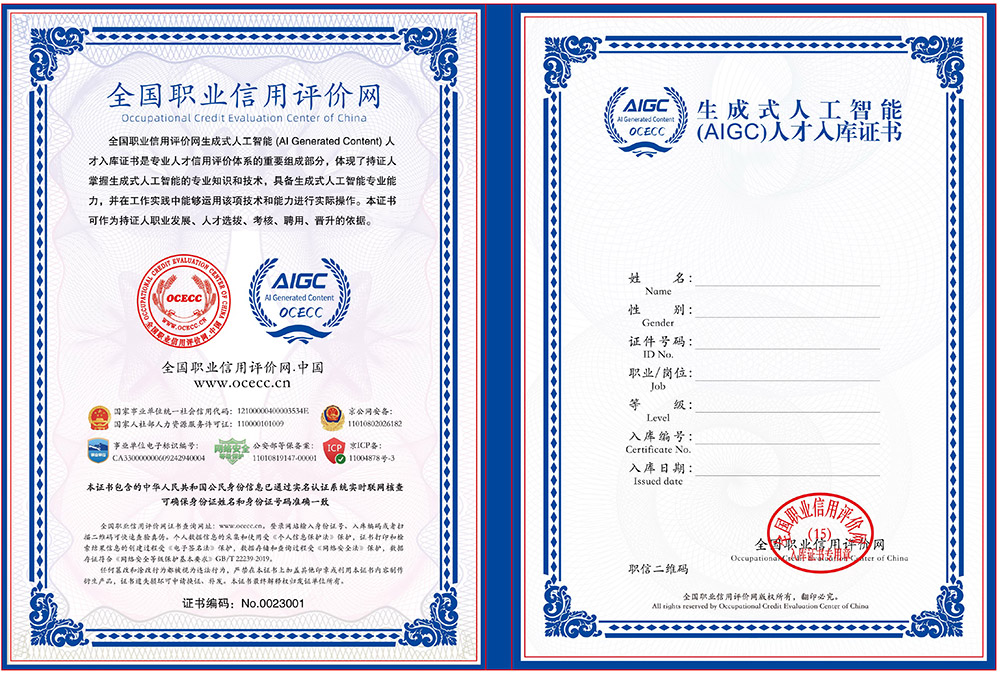 全国职业信用评价网
Occupational Credit Evaluation Center of China
全国职业信用评价网生成式人工智能 (AI Generated Content) 人
才入库证书是专业人才信用评价体系的重要组成部分，体现了持证人
掌握生成式人工智能的专业知识和技术，具备生成式人工智能专业能
力，并在工作实践中能够运用该项技术和能力进行实际操作。本证书
可作为持证人职业发展、人才选拔、考核、聘用、晋升的依据。
OCCUPATIONAL CREDIT EVALUATION CENTER OF CHINA
OCECC
WWW.OCECC.CN
全国职业信用评价网.中国
AIGC
AI Generated Content
OCECC
全国职业信用评价网.中国
www.ocecc.cn
国家事业单位统一社会信用代码：12100000400003534E
国家人社部人力资源服务许可证：110000101009
京公网安备：
11010802026182
事业单位电子标识编号：
CA330000000609242940004
网络安全
等级保护
公安部等保备案：
11010819147-00001
ICP
京ICP备：
11004878号-3
本证书包含的中华人民共和国公民身份信息已通过实名认证系统实时联网核查
可确保身份证姓名和身份证号码准确一致
全国职业信用评价网证书查询网址：www.ocecc.cn，登录网站输入身份证号、入库编码或者扫
描二维码可快速查验真伪。个人数据信息的采集和使用受《个人信息保护法》保护，证书打印和检
查结果信息的创建过程受《电子签名法》保护，数据存储和查询过程受《网络安全法》保护，数据
存证符合《网络安全等级保护基本要求》GB/T 22239-2019。
任何篡改和涂改行为都被视为违法行为，严禁在本证书上加盖其他印章或利用本证书内容制作
衍生产品，证书遗失损坏可申请换证、补发。本证书最终解释权归发证单位所有。
证书编码：No.0023001
AIGC
AI Generated Content
OCECC
生成式人工智能
(AIGC)人才入库证书
姓 名：
Name
性 别：
Gender
证件号码：
ID No.
职业/岗位：
Job
等 级：
Level
入库编号：
Certificate No.
入库日期：
Issued date
全国职业信用评价网
(15)
入库证书专用章
全国职业信用评价网
Occupational Credit Evaluation Center of China
职信二维码
全国职业信用评价网版权所有，翻印必究。
All rights reserved by Occupational Credit Evaluation Center of China